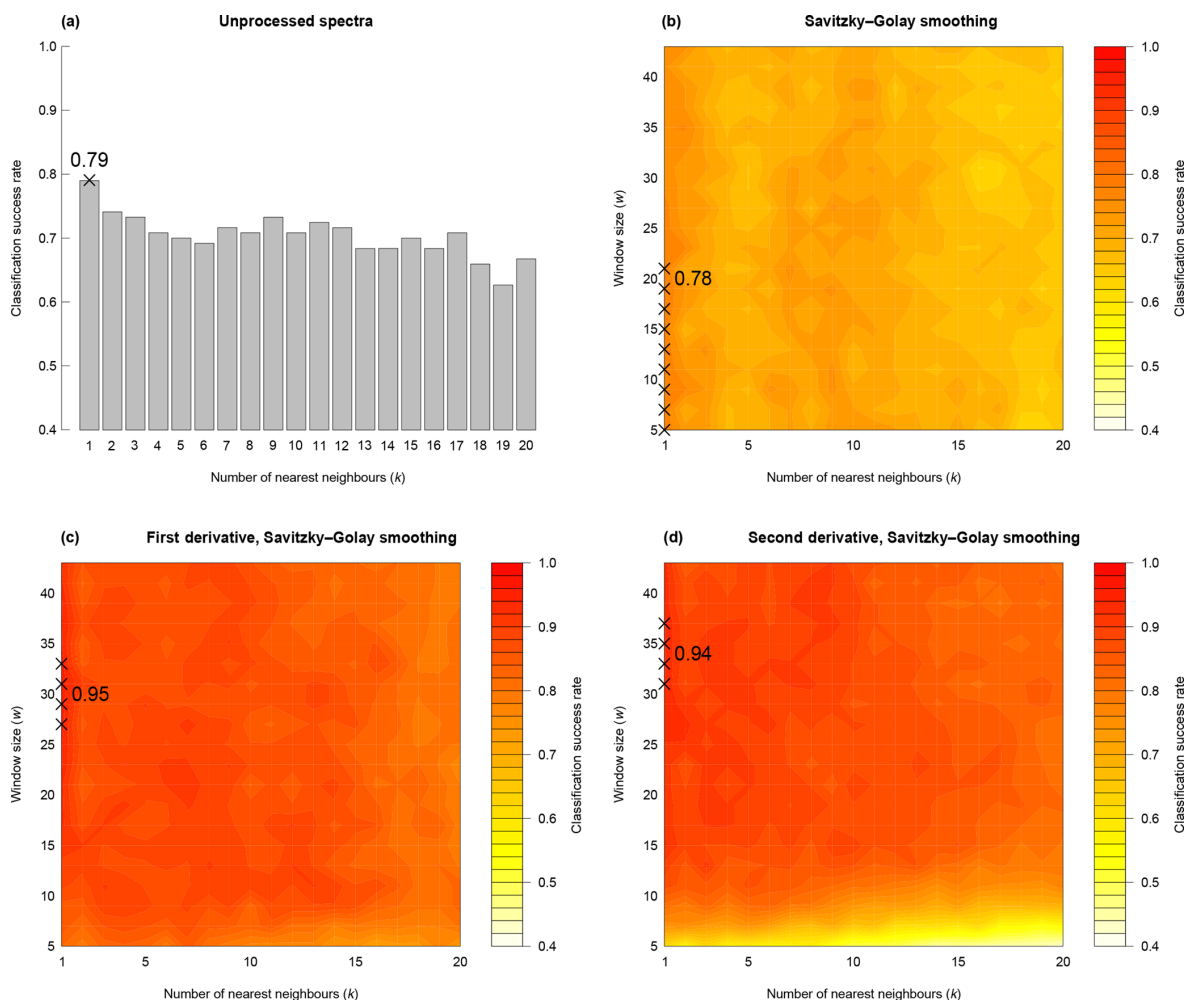 (a) Unprocessed spectra
1.0
0.9
0.8
0.7
0.6
0.5
0.4
Classification success rate
0.79
1 2 3 4 5 6 7 8 9 10 11 12 13 14 15 16 17 18 19 20
Number of nearest neighbours (k)
(b) Savitzky–Golay smoothing
40
35
30
25
20
15
10
5
Window size (w)
0.78
1 5 10 15 20
Number of nearest neighbours (k)
1.0
0.9
0.8
0.7
0.6
0.5
0.4
Classification success rate
(c) First derivative, Savitzky–Golay smoothing
40
35
30
25
20
15
10
5
Window size (w)
0.95
1 5 10 15 20
Number of nearest neighbours (k)
1.0
0.9
0.8
0.7
0.6
0.5
0.4
Classification success rate
(d) Second derivative, Savitzky–Golay smoothing
40
35
30
25
20
15
10
5
Window size (w)
0.94
1 5 10 15 20
Number of nearest neighbours (k)
1.0
0.9
0.8
0.7
0.6
0.5
0.4
Classification success rate